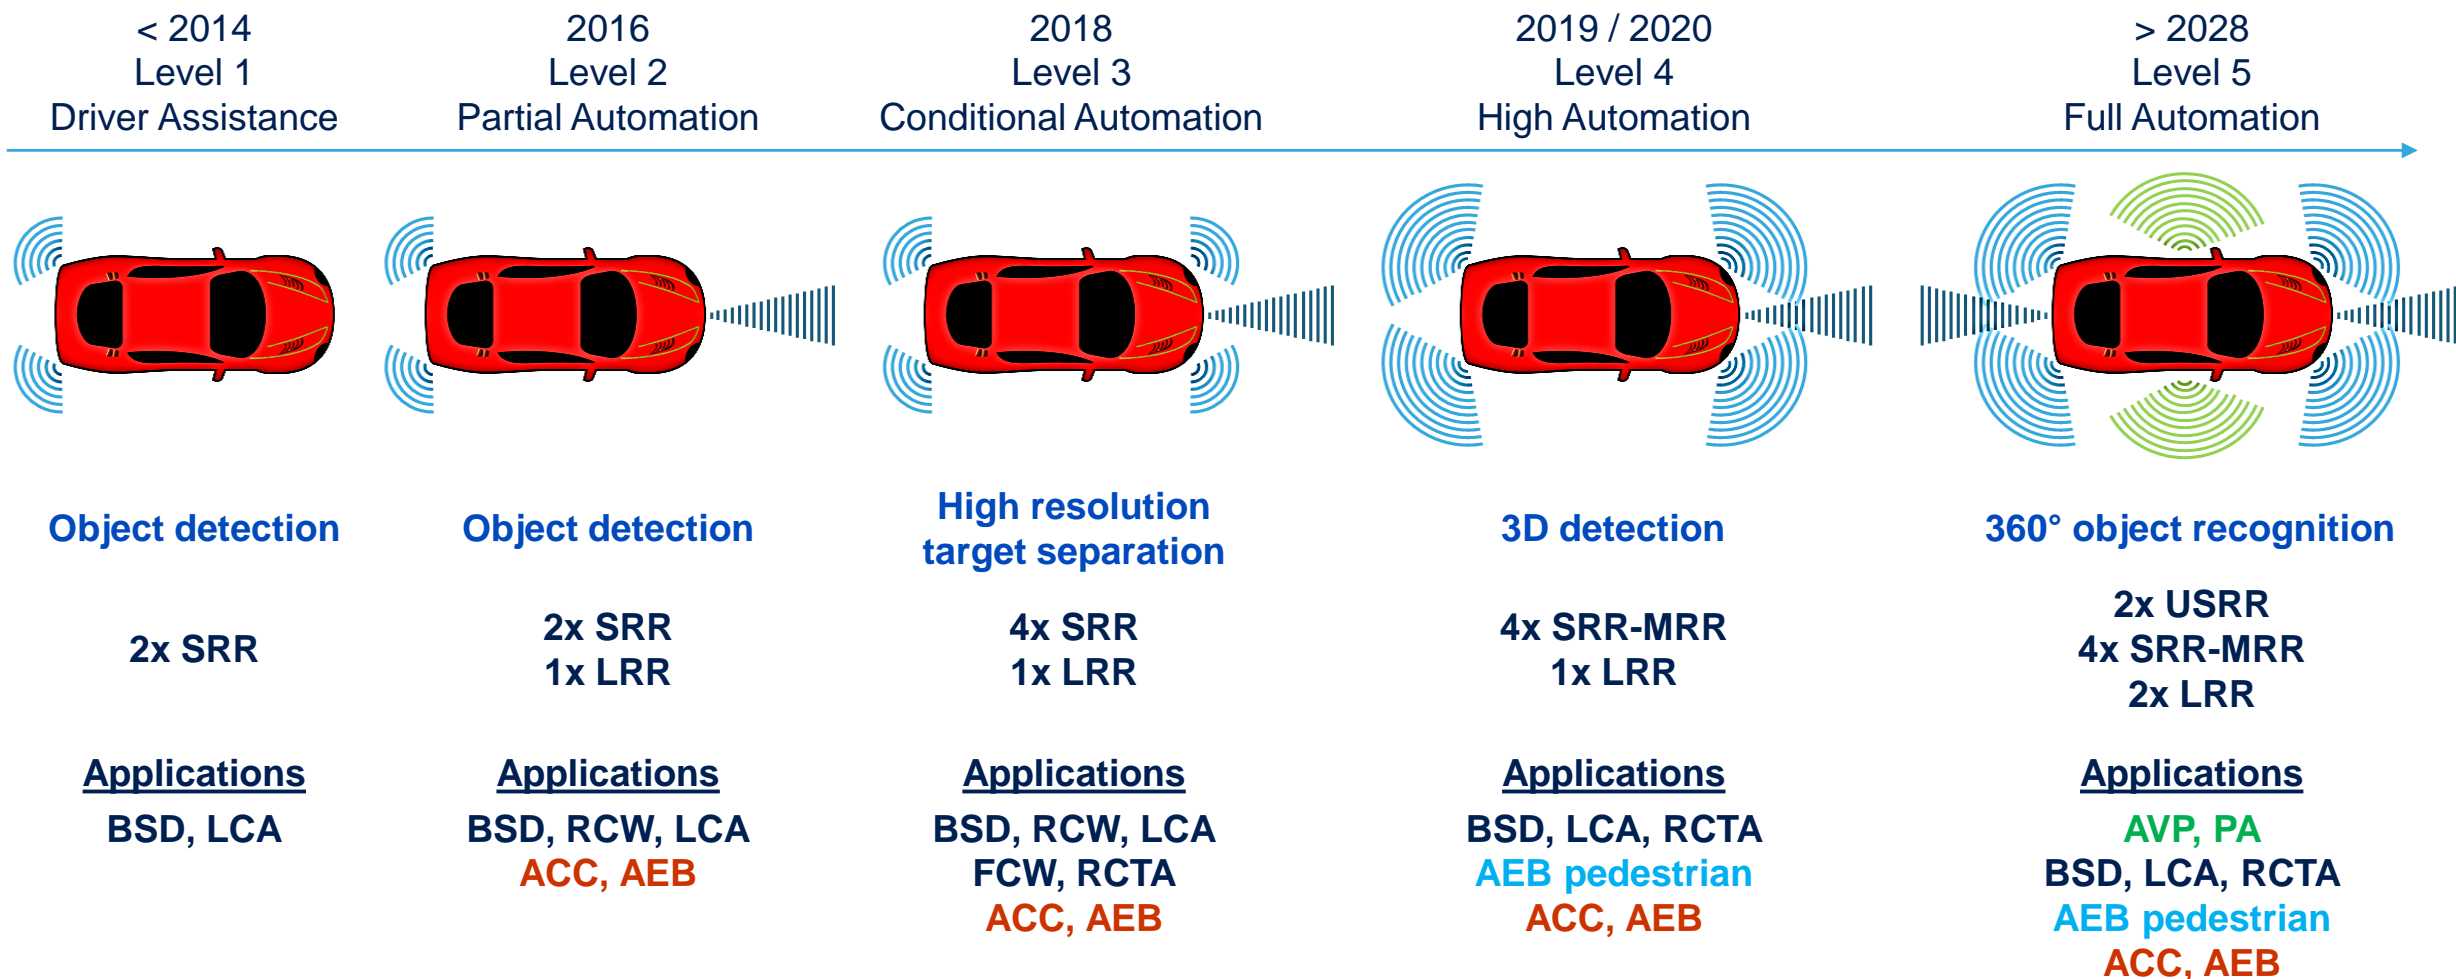 < 2014
Level 1
Driver Assistance
2016
Level 2
Partial Automation
2018
Level 3
Conditional Automation
2019 / 2020
Level 4
High Automation
> 2028
Level 5
Full Automation
Object detection
Object detection
High resolution
target separation
3D detection
360° object recognition
2x SRR
2x SRR
1x LRR
4x SRR
1x LRR
4x SRR-MRR
1x LRR
2x USRR
4x SRR-MRR
2x LRR
Applications
BSD, LCA
Applications
BSD, RCW, LCA
ACC, AEB
Applications
BSD, RCW, LCA
FCW, RCTA
ACC, AEB
Applications
BSD, LCA, RCTA
AEB pedestrian
ACC, AEB
Applications
AVP, PA
BSD, LCA, RCTA
AEB pedestrian
ACC, AEB